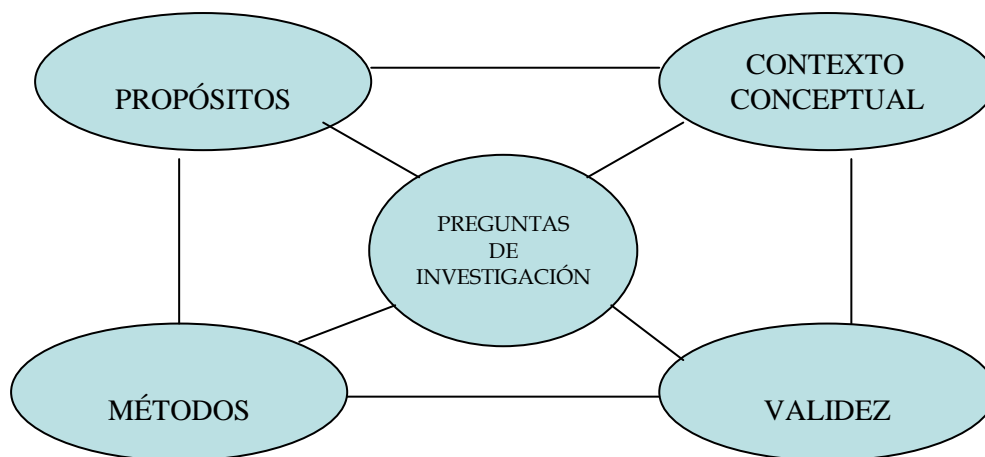 PROPÓSITOS
CONTEXTO
CONCEPTUAL
PREGUNTAS
DE
INVESTIGACIÓN
MÉTODOS
VALIDEZ